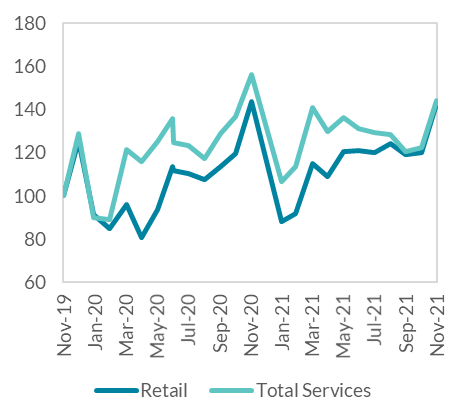 180
160
140
120
100
80
60
Nov-19
Jan-20
Mar-20
May-20
Jul-20
Sep-20
Nov-20
Jan-21
Mar-21
May-21
Jul-21
Sep-21
Nov-21
Retail Total Services